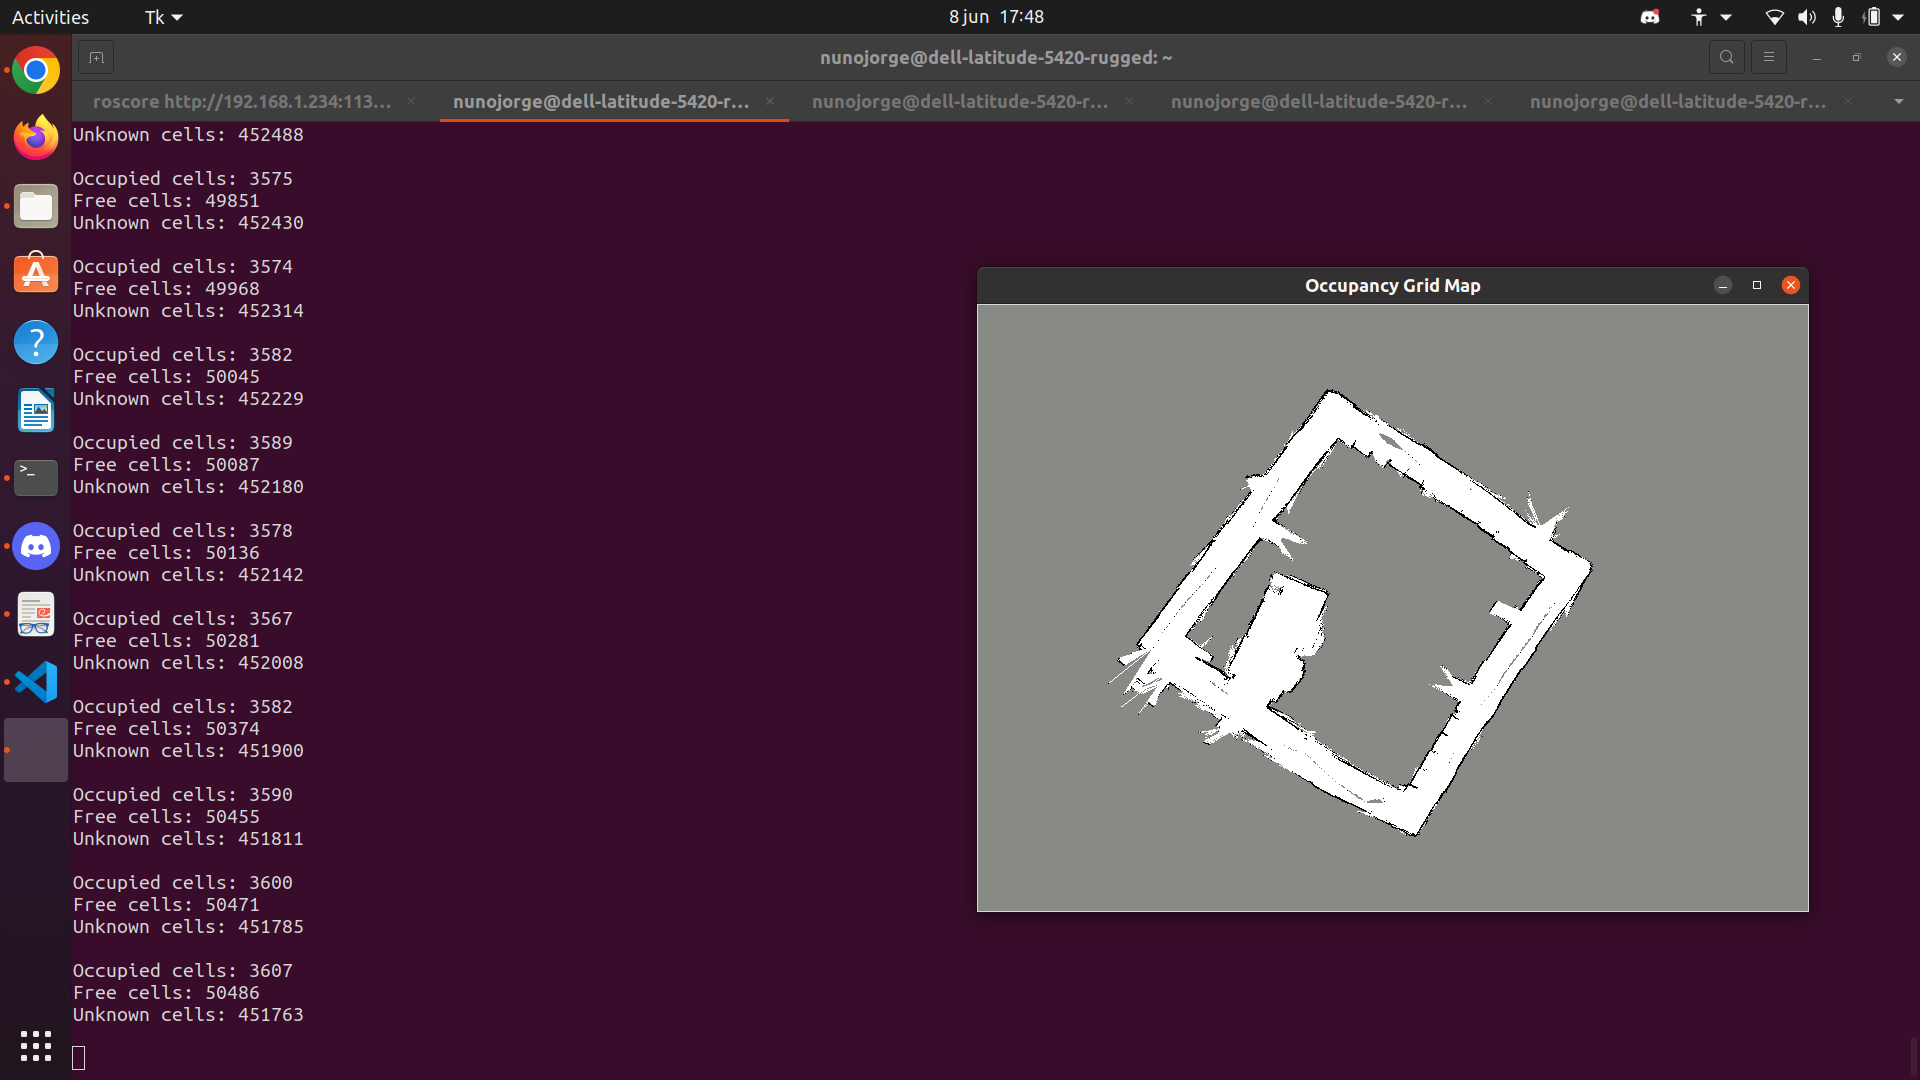 Activities
Tk
8 jun 17:48
nunojorge@dell-latitude-5420-rugged: ~
roscore http://192.168.1.234:113...
nunojorge@dell-latitude-5420-r...
nunojorge@dell-latitude-5420-r...
nunojorge@dell-latitude-5420-r...
nunojorge@dell-latitude-5420-r...
Unknown cells: 452488
Occupied cells: 3575
Free cells: 49851
Unknown cells: 452430
Occupied cells: 3574
Free cells: 49968
Unknown cells: 452314
Occupied cells: 3582
Free cells: 50045
Unknown cells: 452229
Occupied cells: 3589
Free cells: 50087
Unknown cells: 452180
Occupied cells: 3578
Free cells: 50136
Unknown cells: 452142
Occupied cells: 3567
Free cells: 50281
Unknown cells: 452008
Occupied cells: 3582
Free cells: 50374
Unknown cells: 451900
Occupied cells: 3590
Free cells: 50455
Unknown cells: 451811
Occupied cells: 3600
Free cells: 50471
Unknown cells: 451785
Occupied cells: 3607
Free cells: 50486
Unknown cells: 451763
Occupancy Grid Map